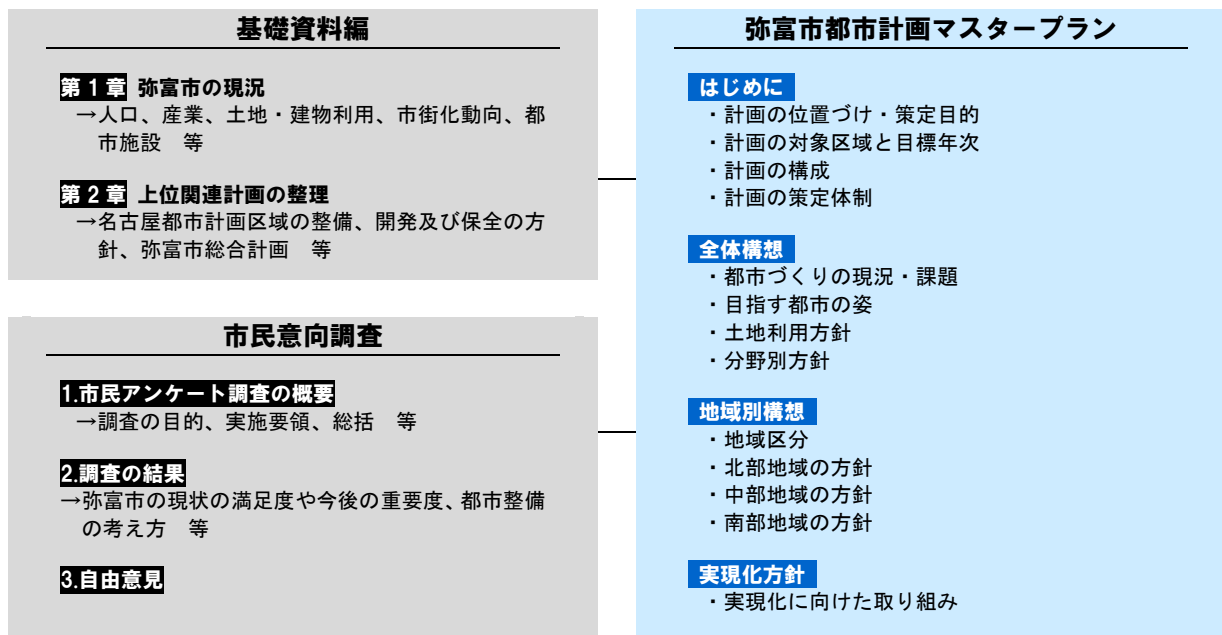 基礎資料編
第1章 弥富市の現況
→人口、産業、土地・建物利用、市街化動向、都
市施設　等
第2章 上位関連計画の整理
→名古屋都市計画区域の整備、開発及び保全の方
針、弥富市総合計画　等
市民意向調査
1.市民アンケート調査の概要
→調査の目的、実施要領、総括　等
2.調査の結果
→弥富市の現状の満足度や今後の重要度、都市整備
の考え方　等
3.自由意見
弥富市都市計画マスタープラン
はじめに
・計画の位置づけ・策定目的
・計画の対象区域と目標年次
・計画の構成
・計画の策定体制
全体構想
・都市づくりの現況・課題
・目指す都市の姿
・土地利用方針
・分野別方針
地域別構想
・地域区分
・北部地域の方針
・中部地域の方針
・南部地域の方針
実現化方針
・実現化に向けた取り組み